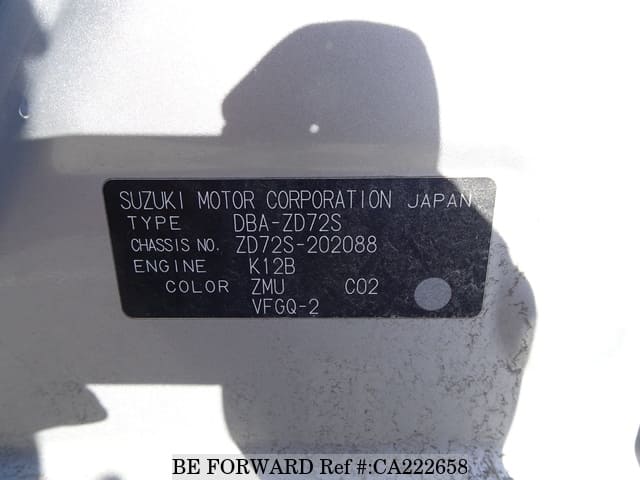 SUZUKI MOTOR CORPORATION JAPAN
TYPE DBA-ZD72S
CHASSIS NO. ZD72S-202088
ENGINE K12B
COLOR ZMU C02
VFGQ-2
BE FORWARD Ref #:CA222658